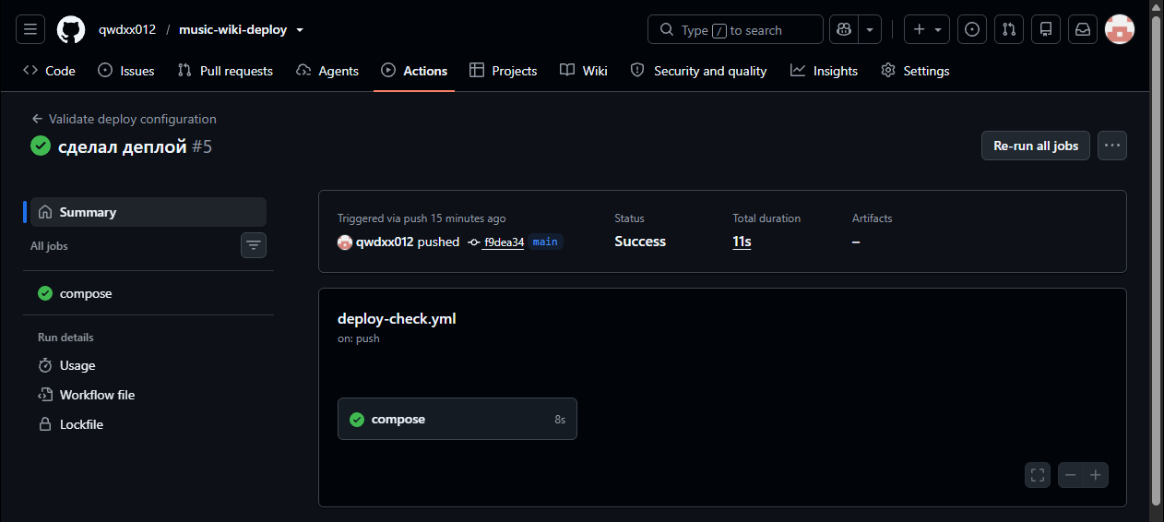 qwdxx012 / music-wiki-deploy
Type / to search
Code Issues Pull requests Agents Actions Projects Wiki Security and quality Insights Settings
Validate deploy configuration
сделал деплой #5
Re-run all jobs
Summary
All jobs
compose
Run details
Usage
Workflow file
Lockfile
Triggered via push 15 minutes ago
qwdxx012 pushed f9dea34 main
Status
Success
Total duration
11s
Artifacts
–
deploy-check.yml
on: push
compose 8s